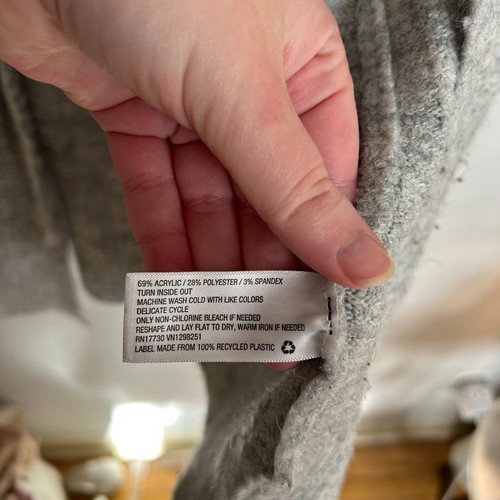 69% ACRYLIC / 28% POLYESTER / 3% SPANDEX
TURN INSIDE OUT
MACHINE WASH COLD WITH LIKE COLORS
DELICATE CYCLE
ONLY NON-CHLORINE BLEACH IF NEEDED
RESHAPE AND LAY FLAT TO DRY, WARM IRON IF NEEDED
RN17730 VN1298251
LABEL MADE FROM 100% RECYCLED PLASTIC